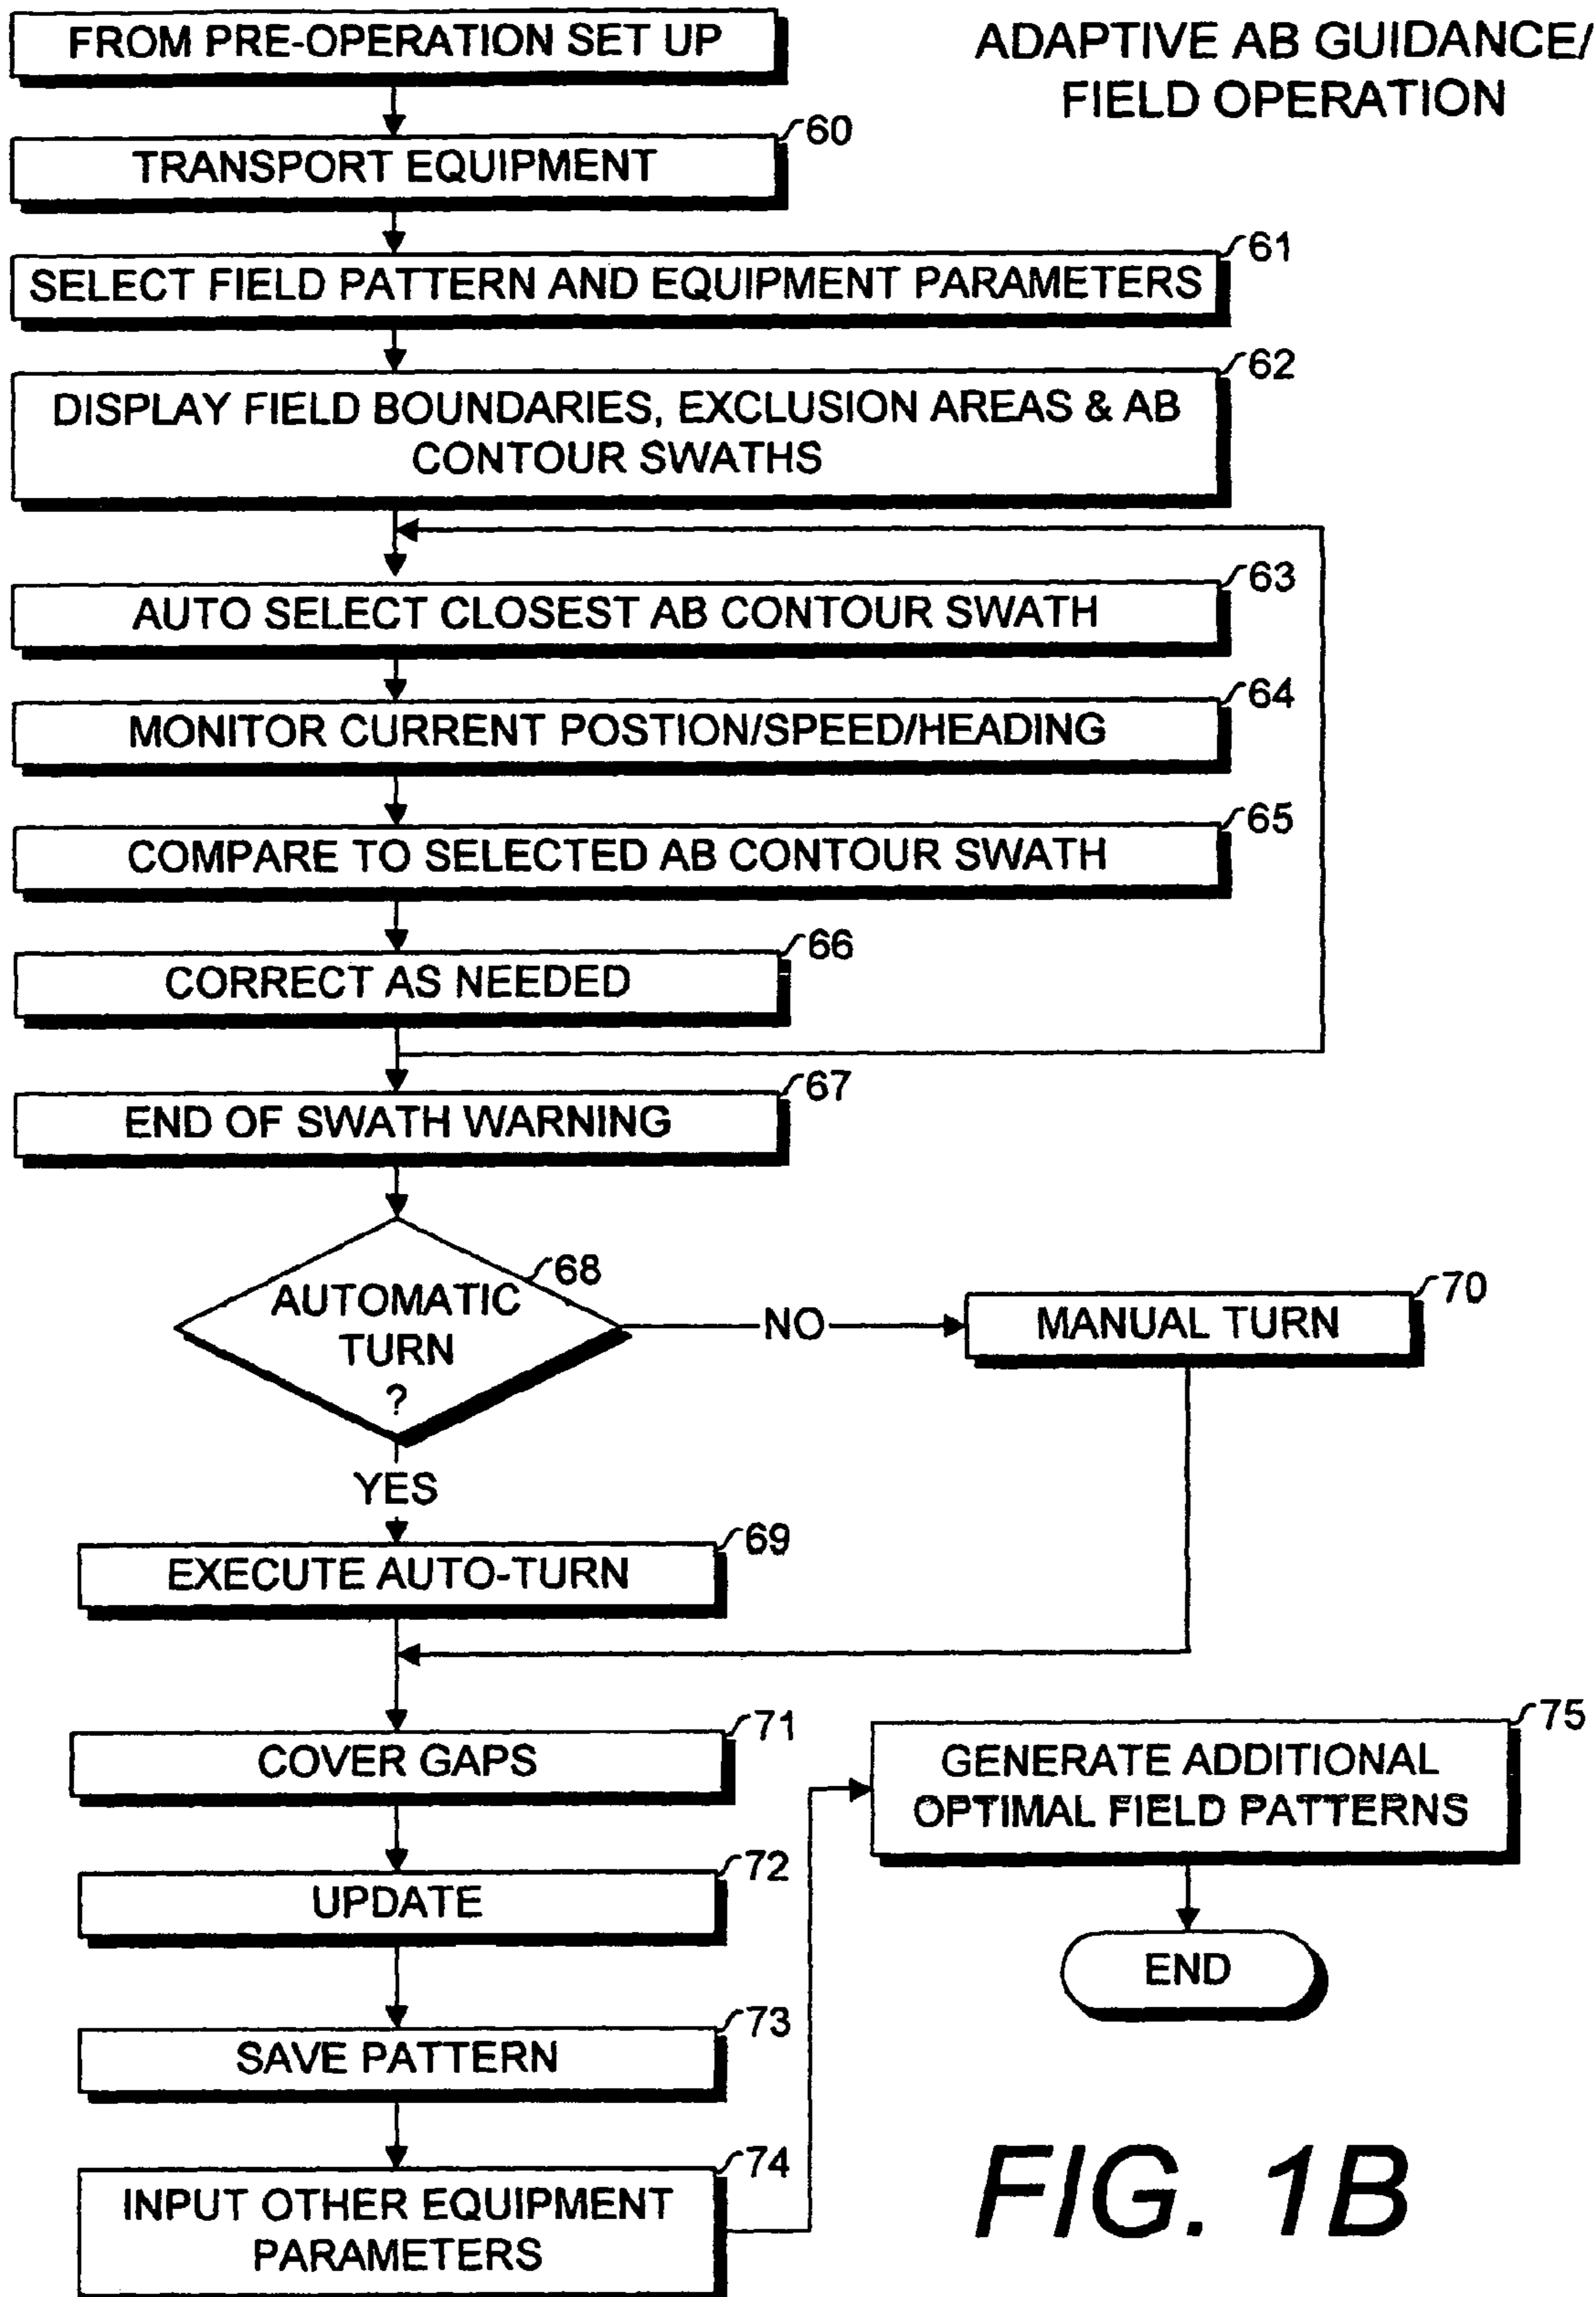 FROM PRE-OPERATION SET UP
ADAPTIVE AB GUIDANCE/
FIELD OPERATION
60
TRANSPORT EQUIPMENT
61
SELECT FIELD PATTERN AND EQUIPMENT PARAMETERS
62
DISPLAY FIELD BOUNDARIES, EXCLUSION AREAS & AB
CONTOUR SWATHS
63
AUTO SELECT CLOSEST AB CONTOUR SWATH
64
MONITOR CURRENT POSTION/SPEED/HEADING
65
COMPARE TO SELECTED AB CONTOUR SWATH
66
CORRECT AS NEEDED
67
END OF SWATH WARNING
68
AUTOMATIC
TURN
?
NO
70
MANUAL TURN
YES
69
EXECUTE AUTO-TURN
71
COVER GAPS
72
UPDATE
73
SAVE PATTERN
74
INPUT OTHER EQUIPMENT
PARAMETERS
75
GENERATE ADDITIONAL
OPTIMAL FIELD PATTERNS
END
FIG. 1B